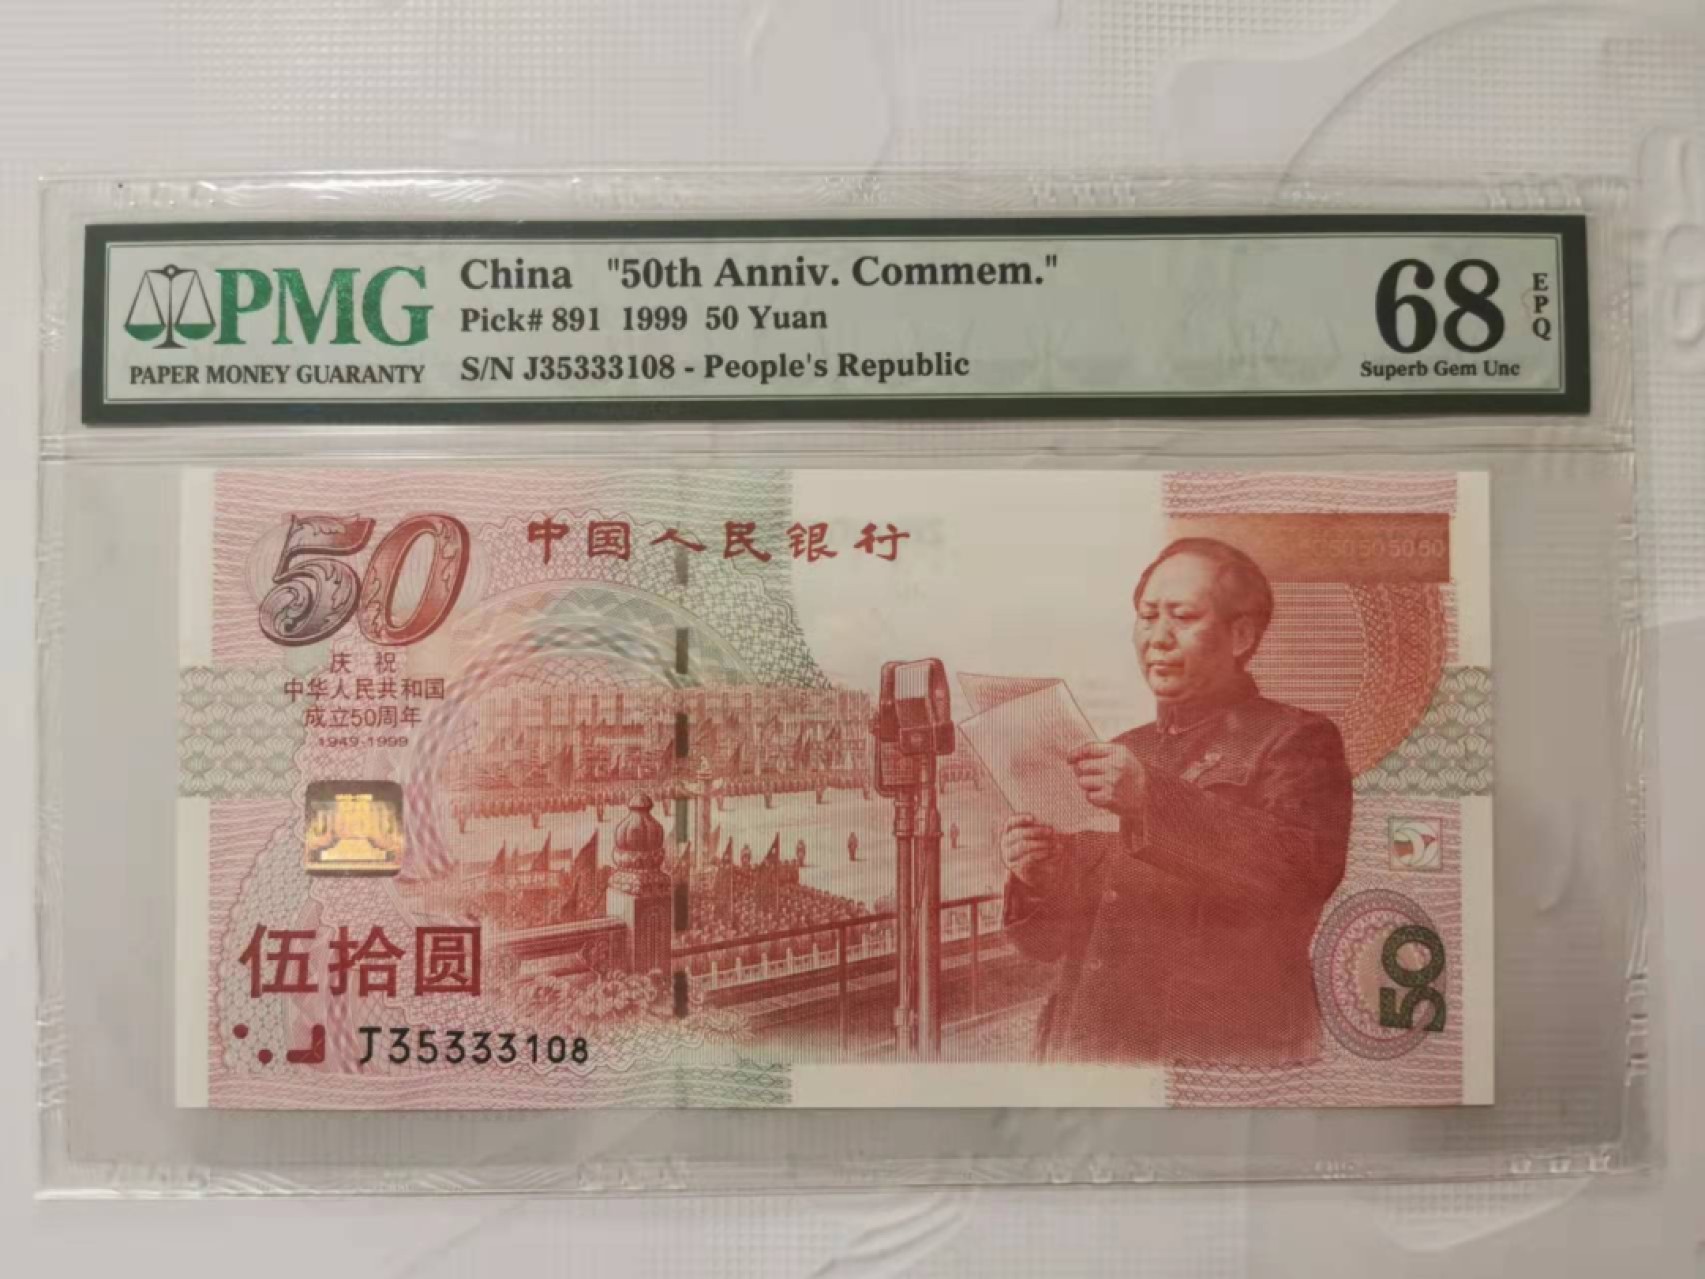 PMG
PAPER MONEY GUARANTY
China "50th Anniv. Commem."
Pick# 891 1999 50 Yuan
S/N J35333108 - People's Republic
68
EPQ
Superb Gem Unc
50
中国人民银行
庆祝
中华人民共和国
成立50周年
1949-1999
50505050
伍拾圆
J35333108
50